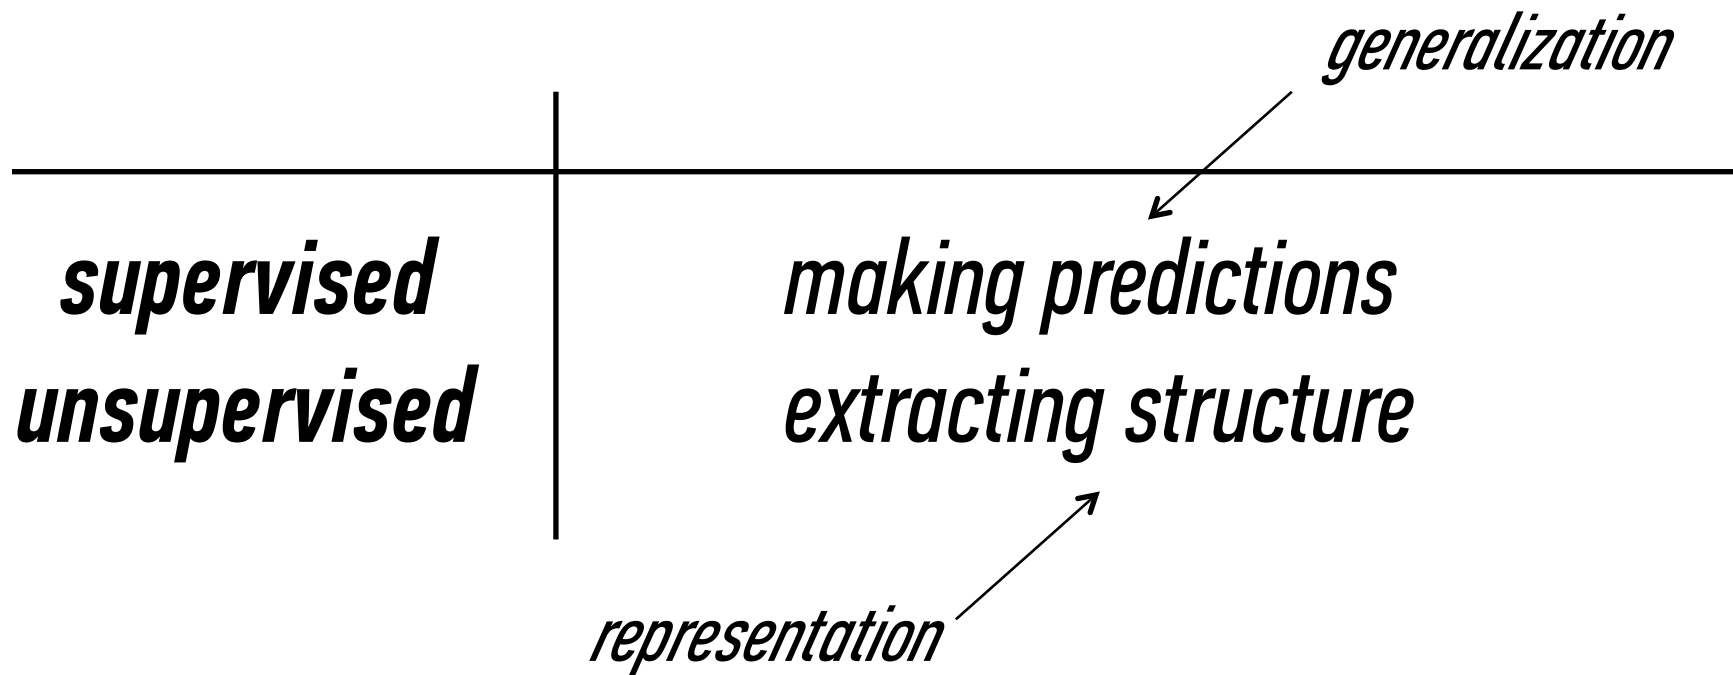 generalization
supervised making predictions
unsupervised extracting structure
representation